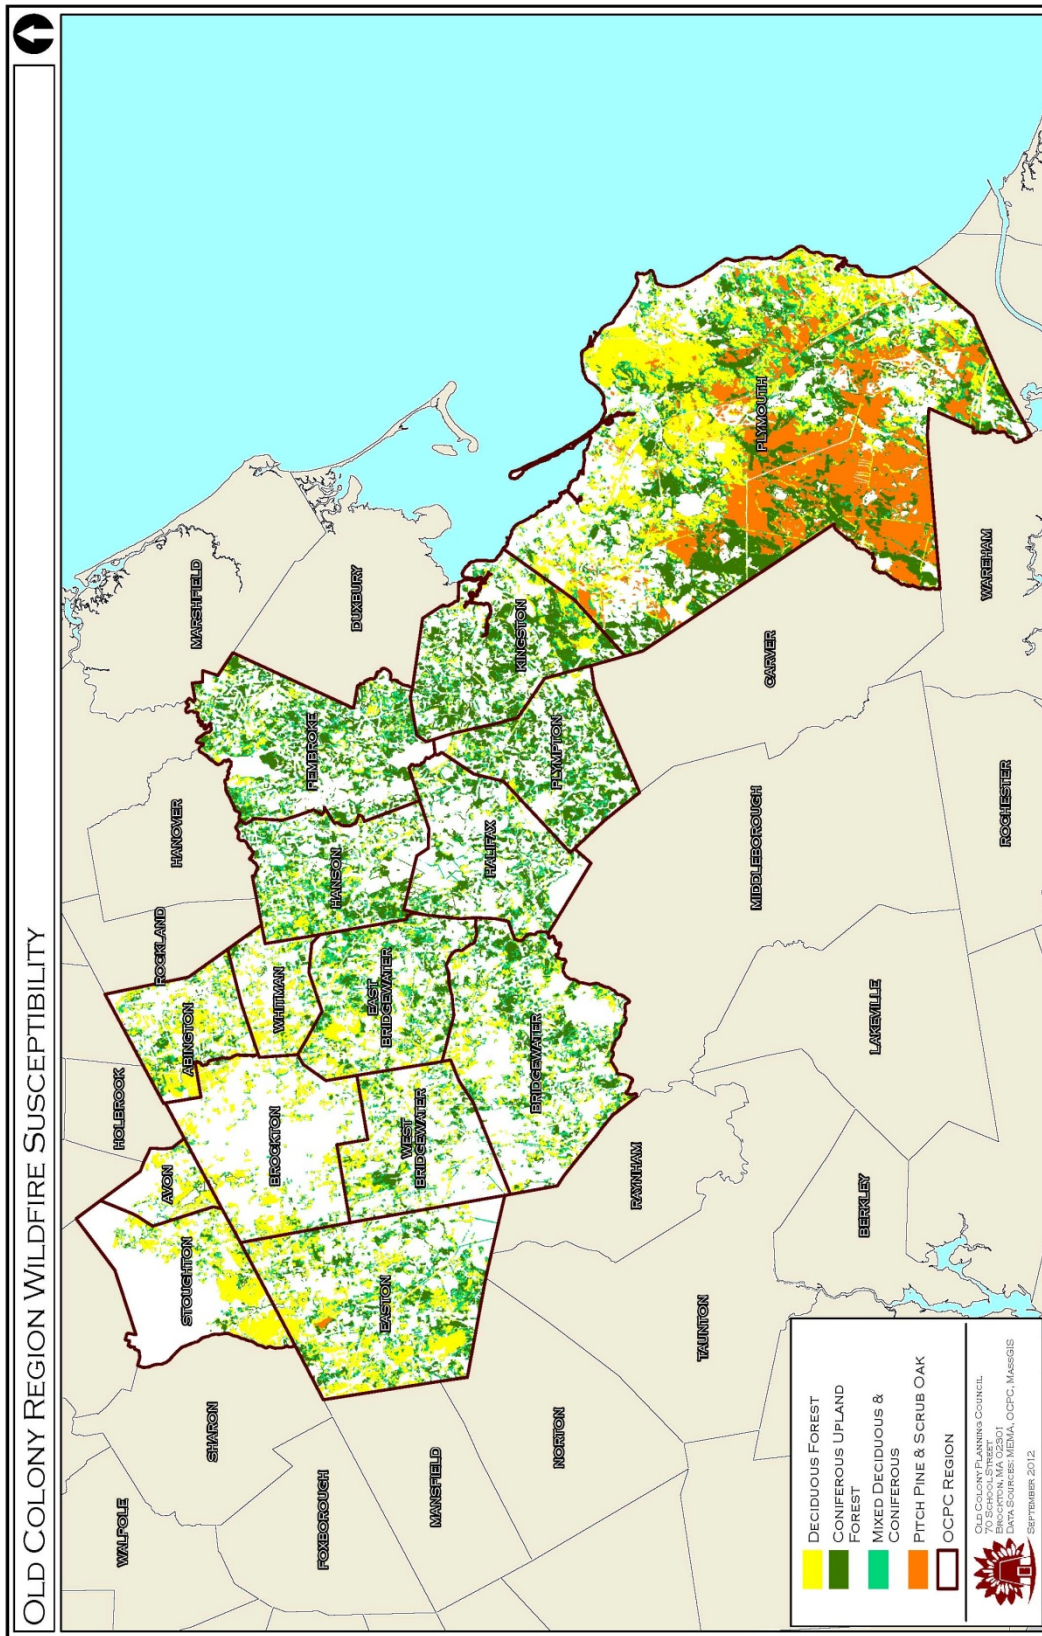 OLD COLONY REGION WILDFIRE SUSCEPTIBILITY
WALPOLE
SHARON
FOXBOROUGH
MANSFIELD
NORTON
TAUNTON
BERKLEY
RAYNHAM
LAKEVILLE
MIDDLEBOROUGH
ROCHESTER
CARVER
WAREHAM
HOLBROOK
ROCKLAND
HANOVER
MARSHFIELD
DUXBURY
STOUGHTON
AVON
BROCKTON
EASTON
WEST
BRIDGEWATER
ABINGTON
WHITMAN
EAST
BRIDGEWATER
BRIDGEWATER
HANSON
PEMBROKE
HALIFAX
PLYMPTON
KINGSTON
PLYMOUTH
DECIDUOUS FOREST
CONIFEROUS UPLAND
FOREST
MIXED DECIDUOUS &
CONIFEROUS
PITCH PINE & SCRUB OAK
OCPC REGION
OLD COLONY PLANNING COUNCIL
70 SCHOOL STREET
BROCKTON, MA 02301
DATA SOURCES: MEMA, OCPC, MASSGIS
SEPTEMBER 2012